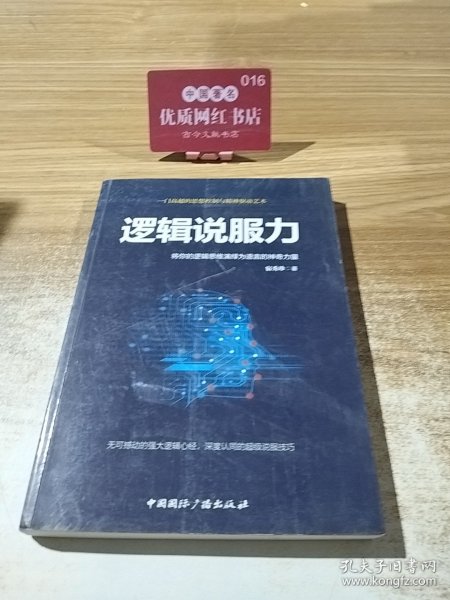 016
中国著名
优质网红书店
古今文献书店
逻辑说服力
将你的逻辑思维演绎为语言的神奇力量
著
无可撼动的强大逻辑心经，深度认同的超级说服技巧
中国国际广播出版社
孔夫子旧书网
www.kongfz.com